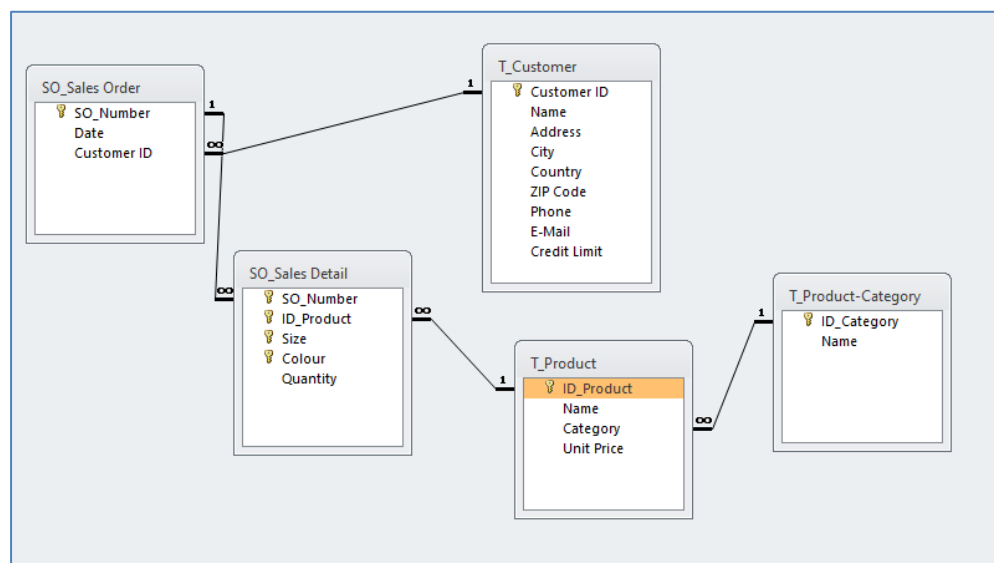 SO_Sales Order
SO_Number
Date
Customer ID
1
∞
T_Customer
1
Customer ID
Name
Address
City
Country
ZIP Code
Phone
E-Mail
Credit Limit
SO_Sales Detail
∞
SO_Number
ID_Product
Size
Colour
Quantity
∞
T_Product
1
ID_Product
Name
Category
Unit Price
∞
T_Product-Category
1
ID_Category
Name